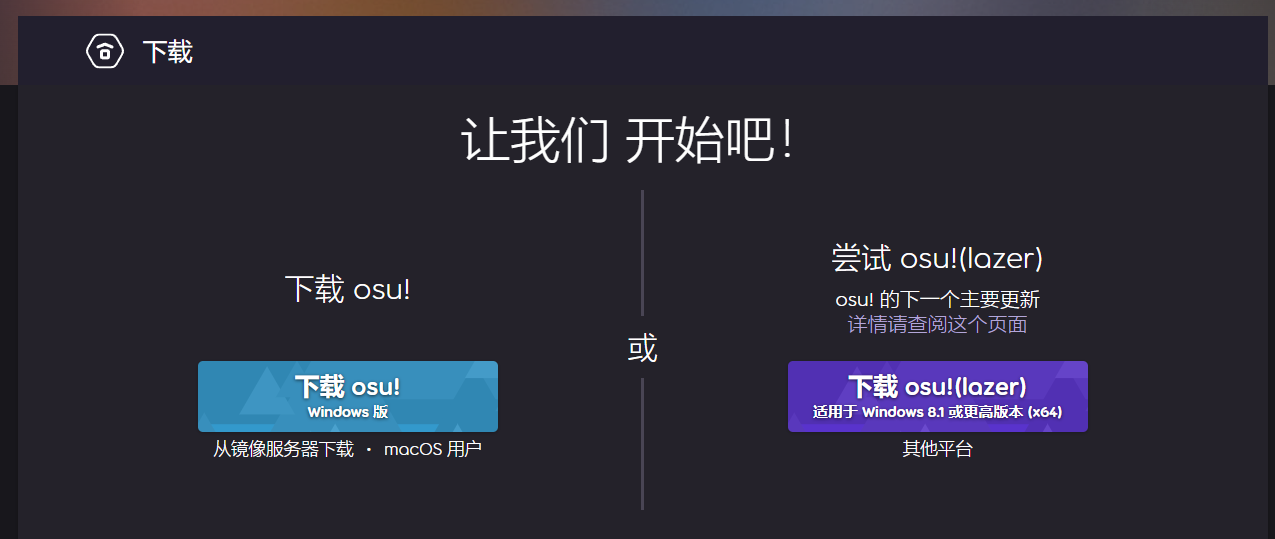 下载
让我们 开始吧！
下载 osu!
下载 osu!
Windows 版
从镜像服务器下载 • macOS 用户
或
尝试 osu!(lazer)
osu! 的下一个主要更新
详情请查阅这个页面
下载 osu!(lazer)
适用于 Windows 8.1 或更高版本 (x64)
其他平台